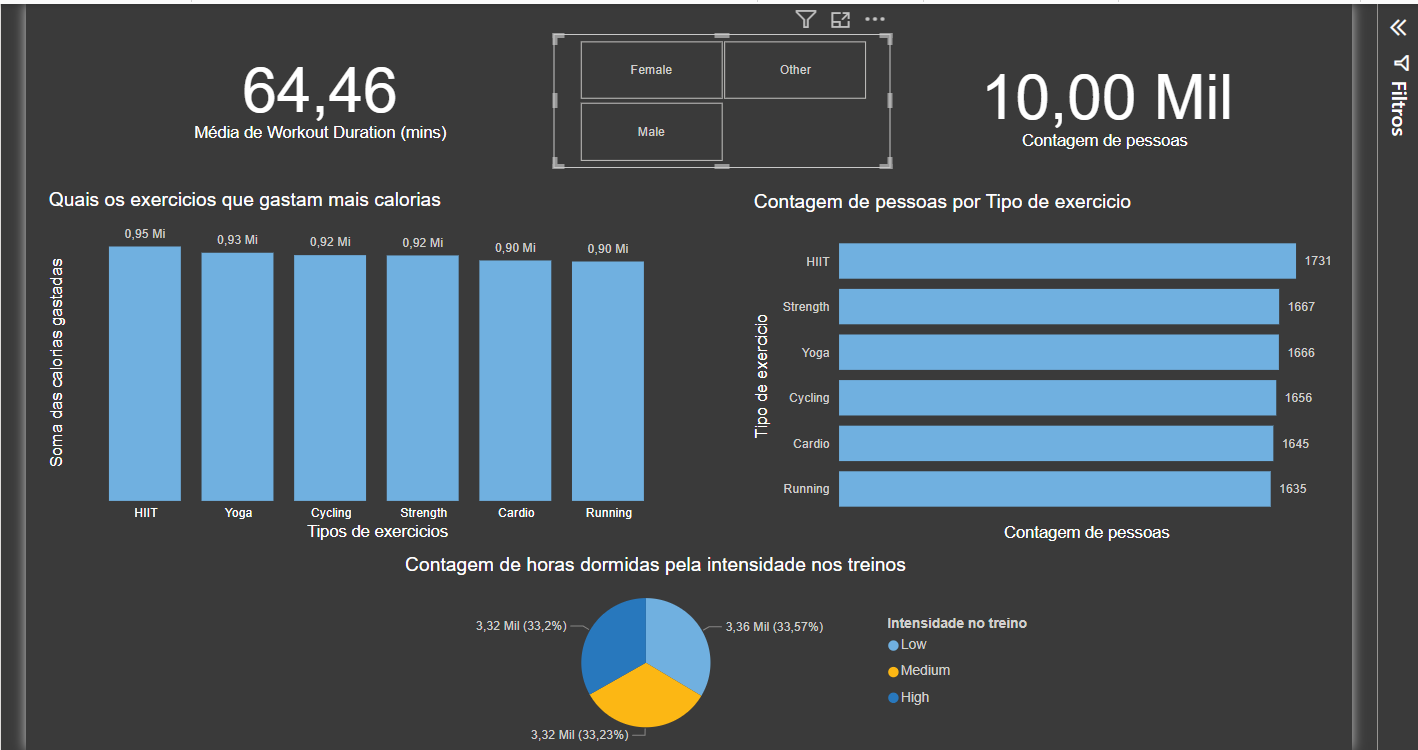 64,46
Média de Workout Duration (mins)
Female
Other
Male
10,00 Mil
Contagem de pessoas
Filtros
Quais os exercicios que gastam mais calorias
Soma das calorias gastadas
0,95 Mi
0,93 Mi
0,92 Mi
0,92 Mi
0,90 Mi
0,90 Mi
HIIT
Yoga
Cycling
Strength
Cardio
Running
Tipos de exercicios
Contagem de pessoas por Tipo de exercicio
Tipo de exercicio
HIIT 1731
Strength 1667
Yoga 1666
Cycling 1656
Cardio 1645
Running 1635
Contagem de pessoas
Contagem de horas dormidas pela intensidade nos treinos
3,32 Mil (33,2%)
3,36 Mil (33,57%)
3,32 Mil (33,23%)
Intensidade no treino
Low
Medium
High